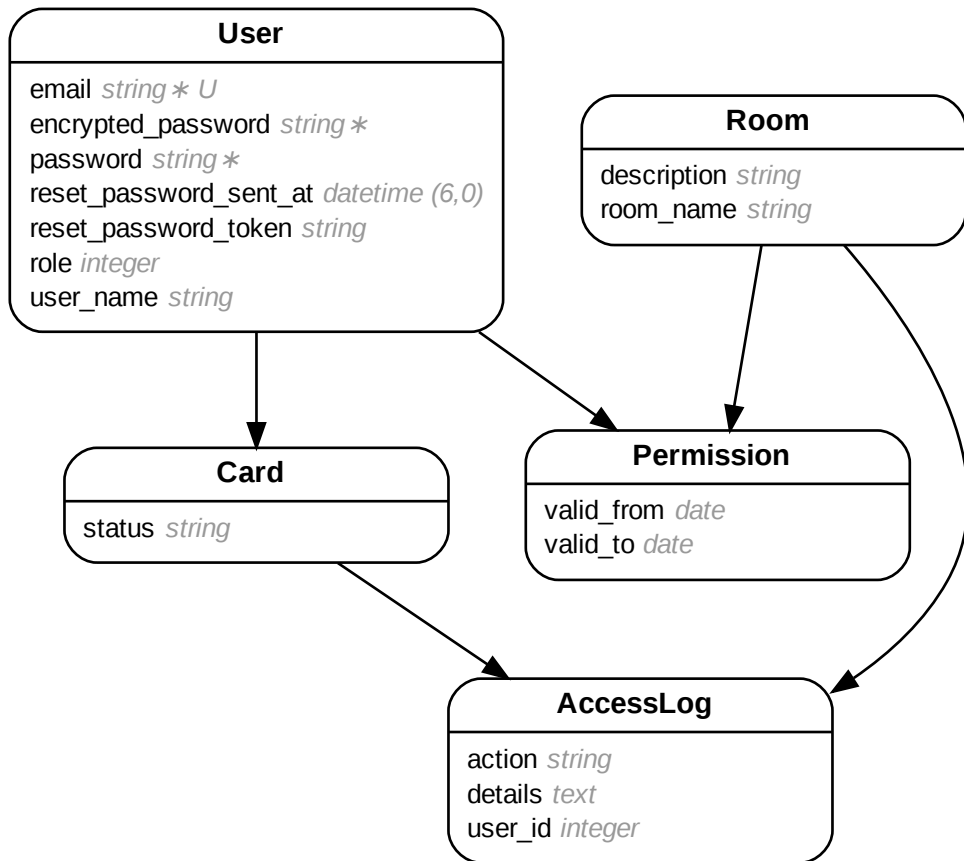 User
email string∗ U
encrypted_password string∗
password string∗
reset_password_sent_at datetime (6,0)
reset_password_token string
role integer
user_name string
Room
description string
room_name string
Card
status string
Permission
valid_from date
valid_to date
AccessLog
action string
details text
user_id integer